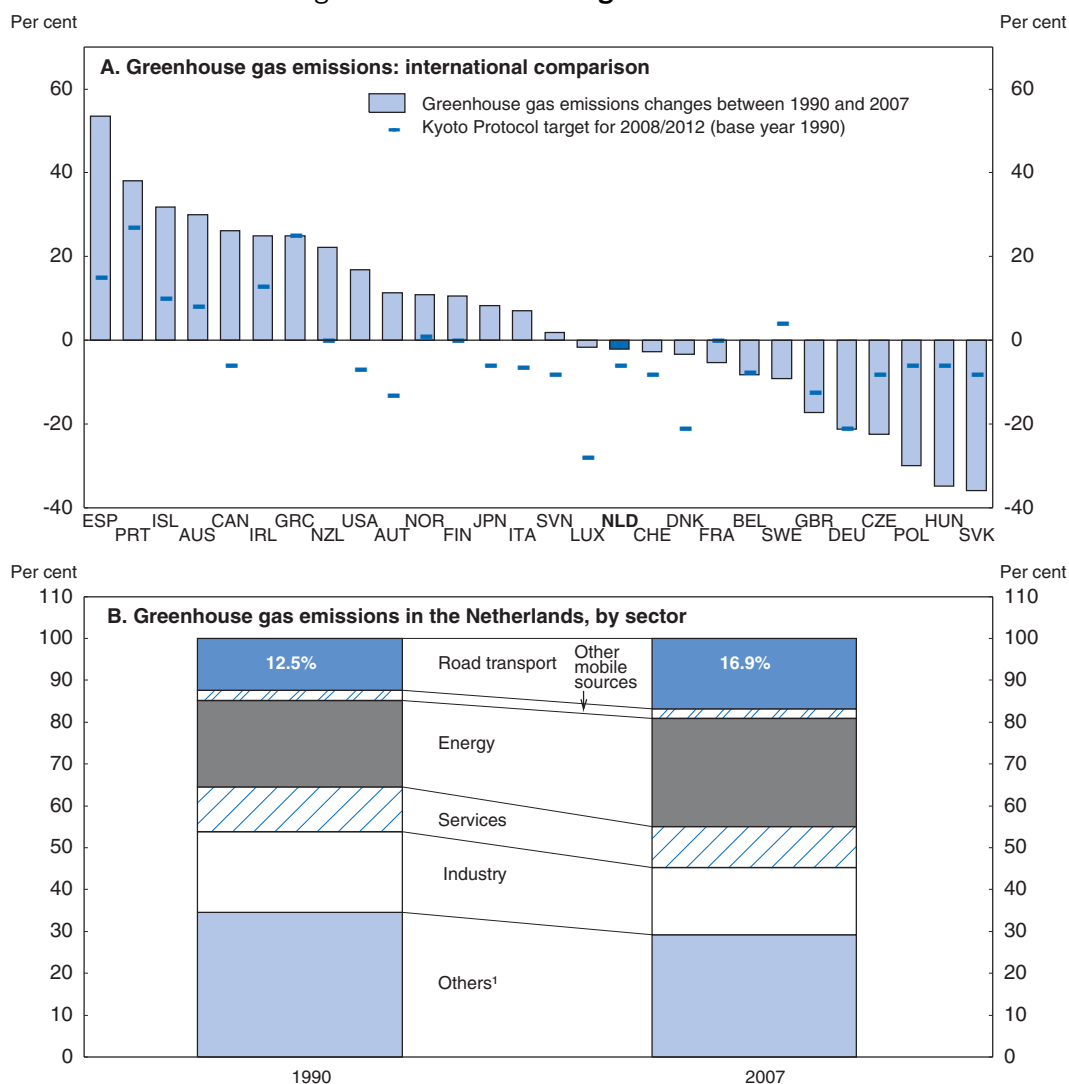 Per cent Per cent
A. Greenhouse gas emissions: international comparison
Greenhouse gas emissions changes between 1990 and 2007
Kyoto Protocol target for 2008/2012 (base year 1990)
60 60
40 40
20 20
0 0
-20 -20
-40 -40
ESP ISL CAN GRC USA NOR JPN SVN NLD DNK BEL GBR CZE HUN
PRT AUS IRL NZL AUT FIN ITA LUX CHE FRA SWE DEU POL SVK
Per cent Per cent
110 110
B. Greenhouse gas emissions in the Netherlands, by sector
100 100
12.5% Road transport Other mobile sources 16.9%
90 90
80 80
Energy
70 70
60 60
Services
50 50
Industry
40 40
30 30
20 20
Others¹
10 10
0 0
1990 2007